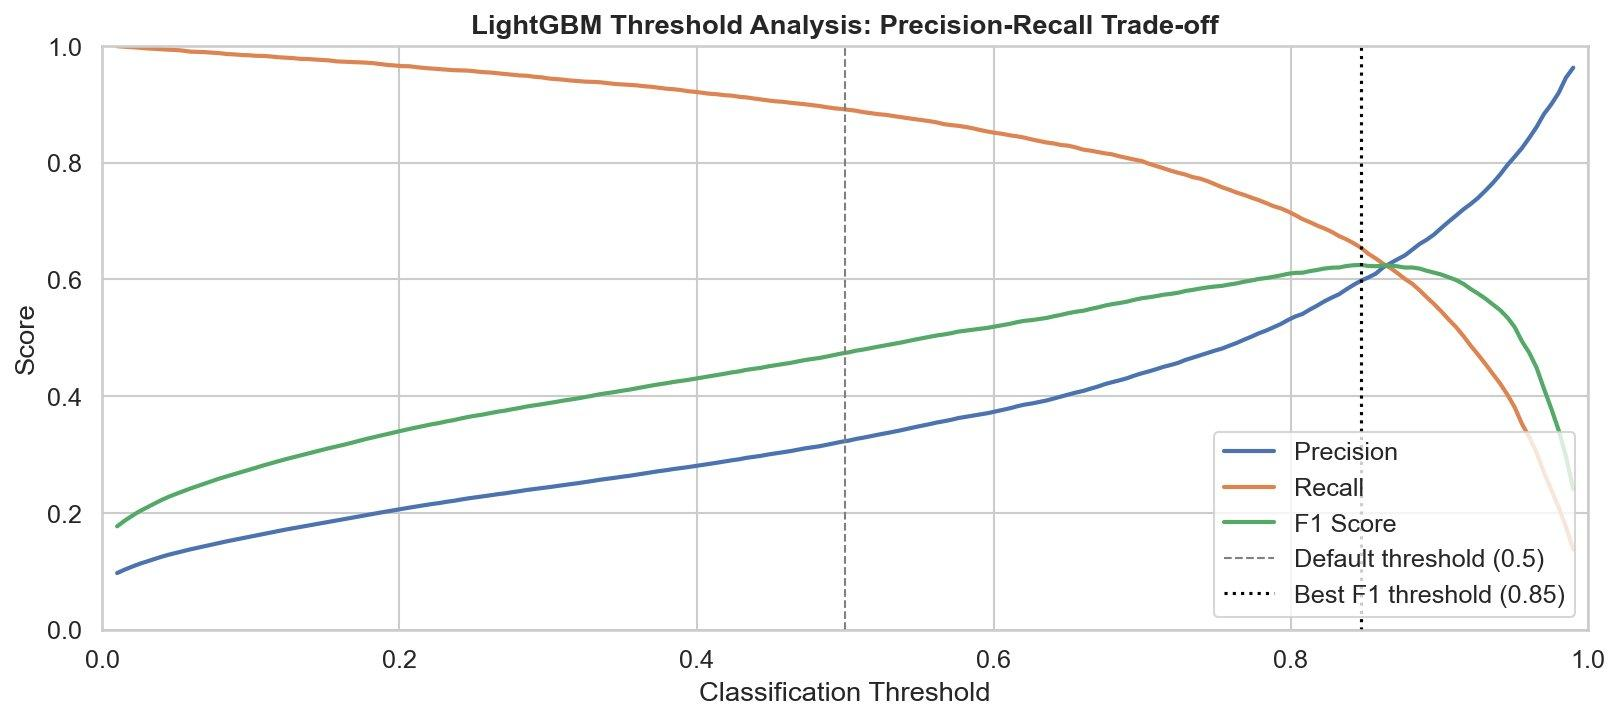 LightGBM Threshold Analysis: Precision-Recall Trade-off
1.0
0.8
0.6
0.4
0.2
0.0
Score
Precision
Recall
F1 Score
Default threshold (0.5)
Best F1 threshold (0.85)
0.0 0.2 0.4 0.6 0.8 1.0
Classification Threshold